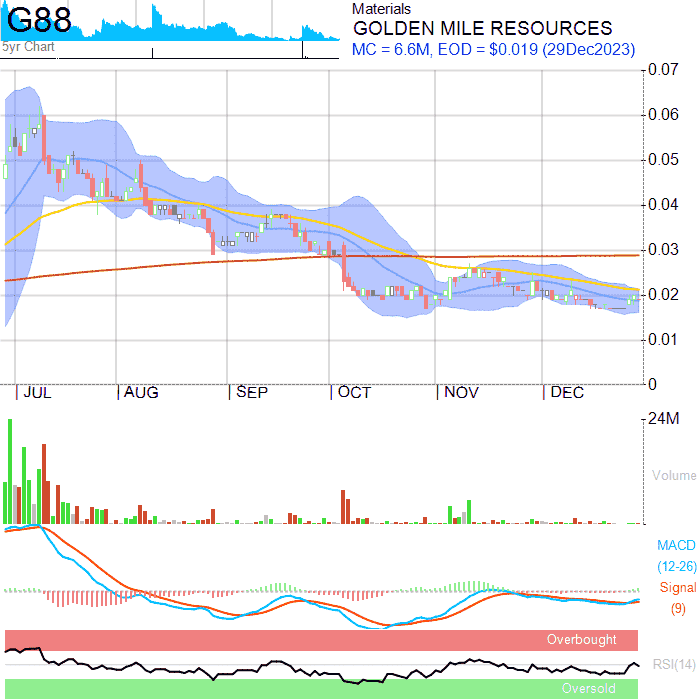 G88
5yr Chart
Materials
GOLDEN MILE RESOURCES
MC = 6.6M, EOD = $0.019 (29Dec2023)
0.07
0.06
0.05
0.04
0.03
0.02
0.01
0
JUL AUG SEP OCT NOV DEC
24M
Volume
MACD
(12-26)
Signal
(9)
Overbought
RSI(14)
Oversold